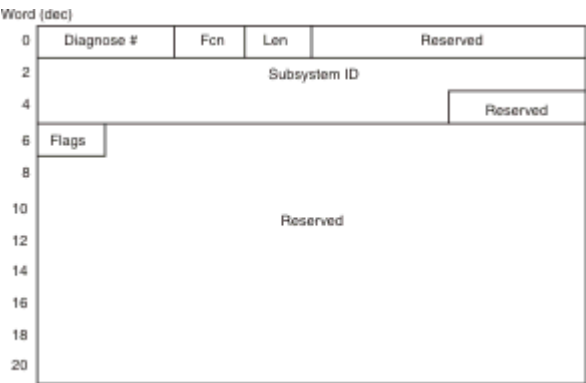 Word (dec)
0 Diagnose # Fcn Len Reserved
2 Subsystem ID
4 Reserved
6 Flags
8
10 Reserved
12
14
16
18
20